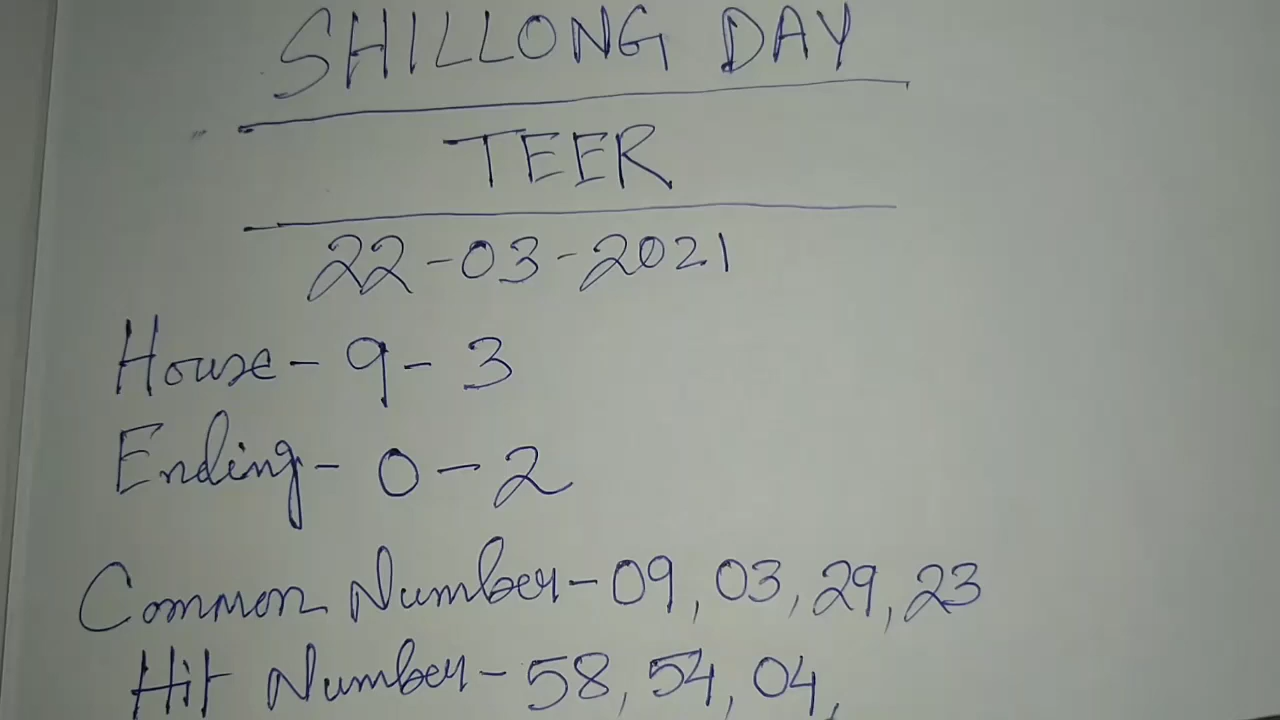 SHILLONG DAY
TEER
22-03-2021
House- 9- 3
Ending- 0-2
Common Number-09, 03, 29, 23
Hit Number-58, 54, 04,